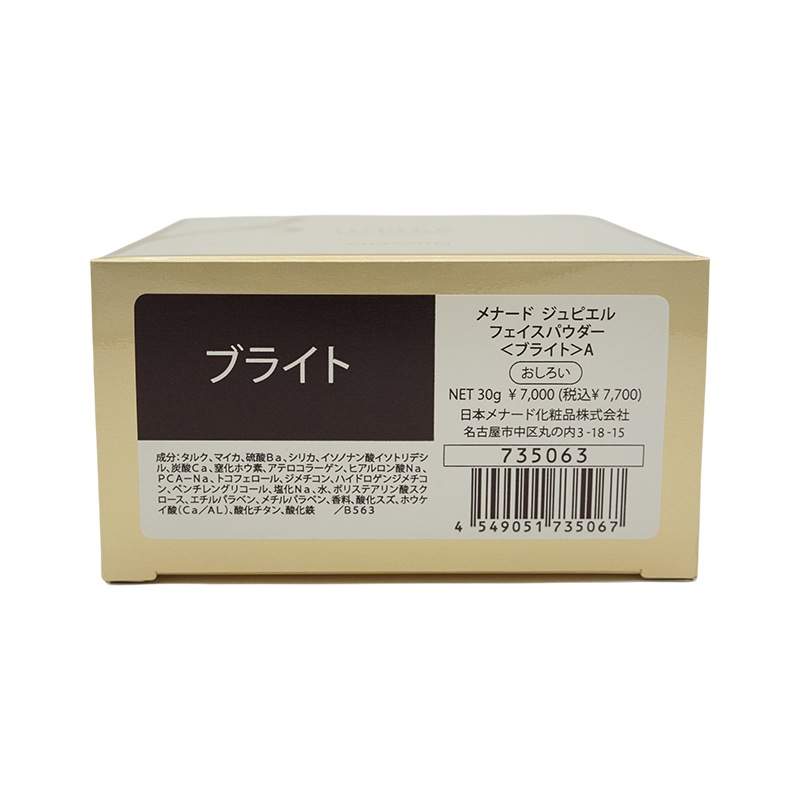 ブライト
メナード ジュピエル
フェイスパウダー
＜ブライト＞A
おしろい
NET 30g ￥7,000 (税込￥7,700)
日本メナード化粧品株式会社
名古屋市中区丸の内3-18-15
735063
4 549051 735067
成分：タルク、マイカ、硫酸Ｂａ、シリカ、イソノナン酸イソトリデシ
ル、炭酸Ｃａ、窒化ホウ素、アテロコラーゲン、ヒアルロン酸Ｎａ、
ＰＣＡ－Ｎａ、トコフェロール、ジメチコン、ハイドロゲンジメチコ
ン、ペンチレングリコール、塩化Ｎａ、水、ポリステアリン酸スク
ロース、エチルパラベン、メチルパラベン、香料、酸化スズ、ホウケ
イ酸（Ｃａ／ＡＬ）、酸化チタン、酸化鉄　／Ｂ５６３